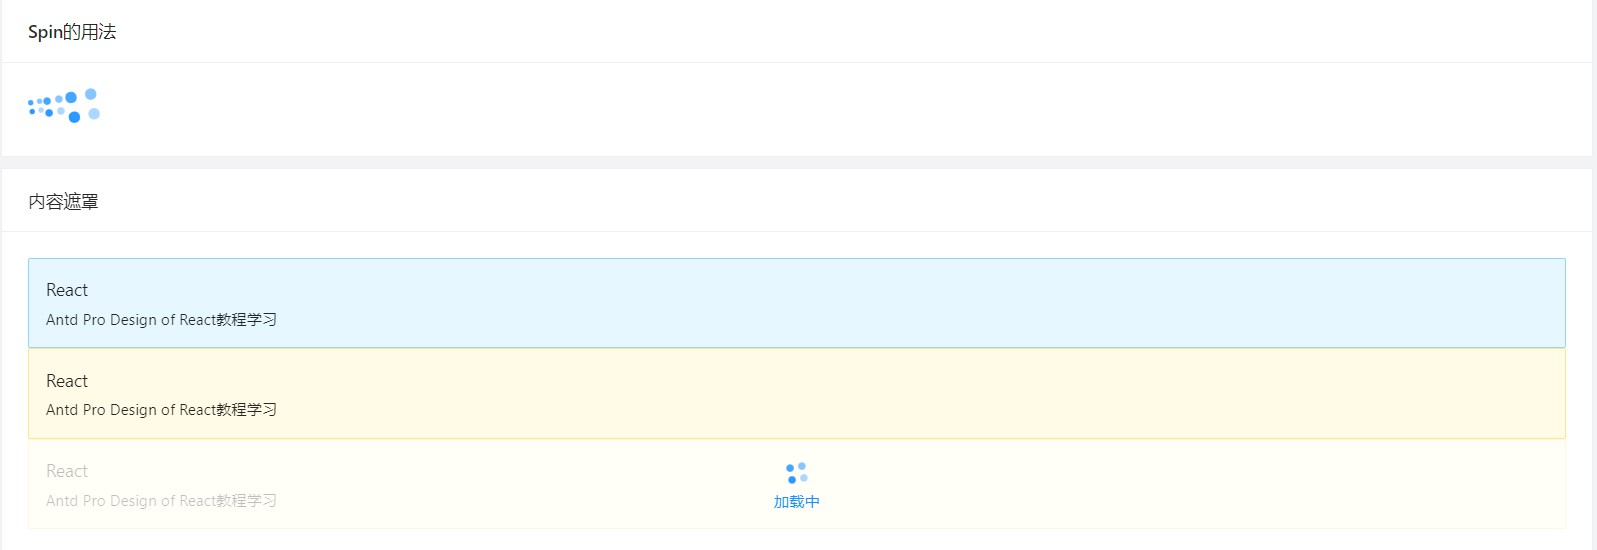 Spin的用法
内容遮罩
React
Antd Pro Design of React教程学习
React
Antd Pro Design of React教程学习
React
Antd Pro Design of React教程学习
加载中